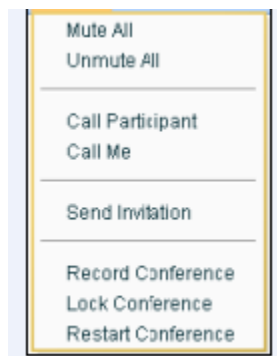 Mute All
Unmute All
Call Participant
Call Me
Send Invitation
Record Conference
Lock Conference
Restart Conference